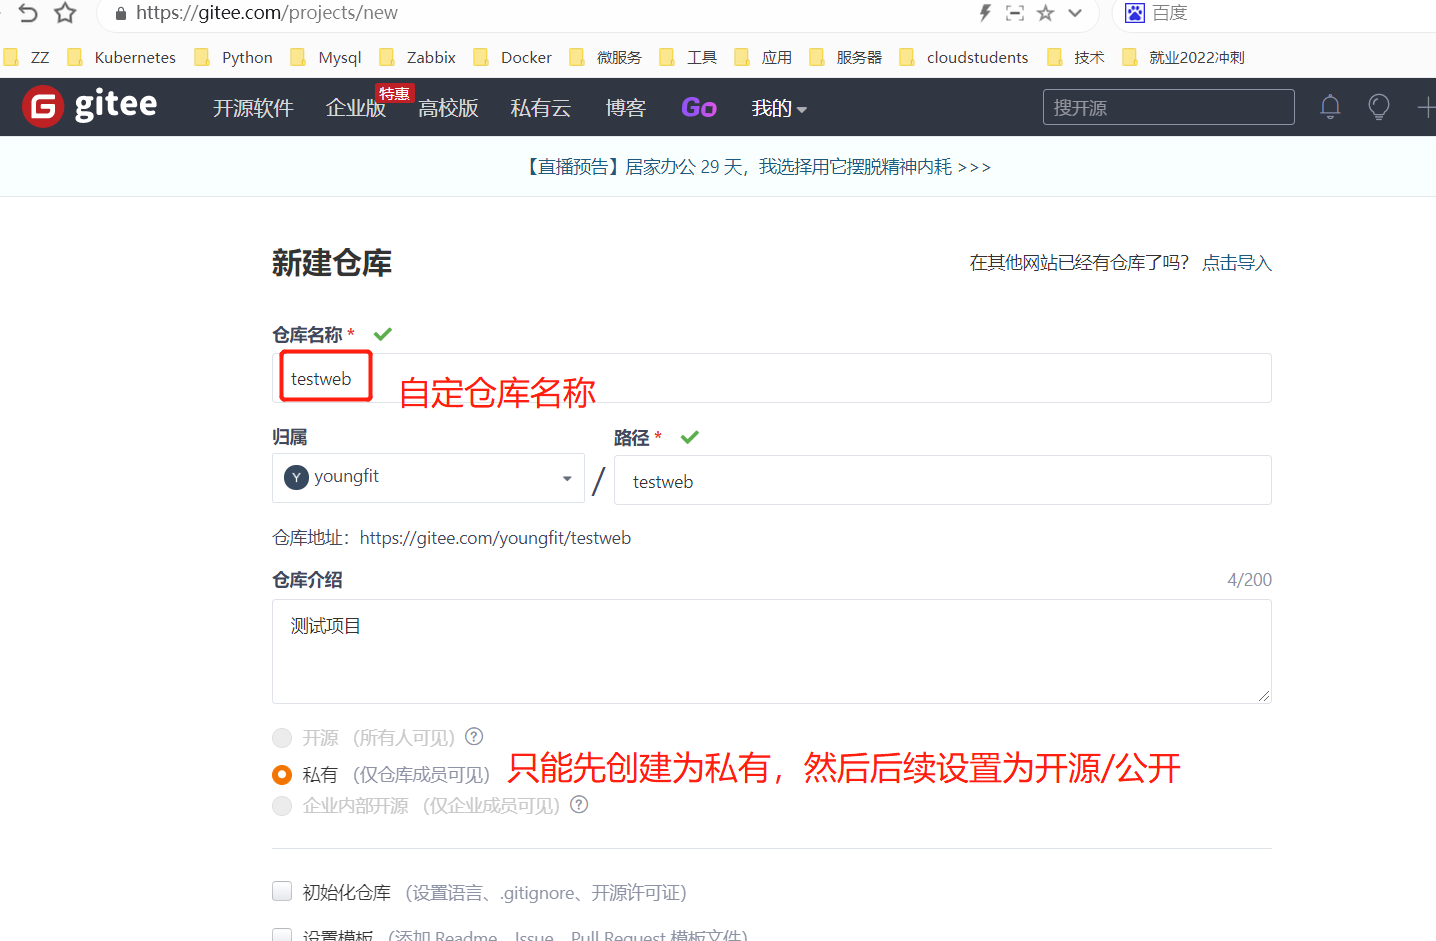 https://gitee.com/projects/new 百度
ZZ Kubernetes Python Mysql Zabbix Docker 微服务 工具 应用 服务器 cloudstudents 技术 就业2022冲刺
特惠
gitee 开源软件 企业版 高校版 私有云 博客 Go 我的 搜开源
【直播预告】居家办公 29 天，我选择用它摆脱精神内耗 >>>
新建仓库 在其他网站已经有仓库了吗？ 点击导入
仓库名称 *
testweb 自定仓库名称
归属 路径 *
Y youngfit / testweb
仓库地址：https://gitee.com/youngfit/testweb
仓库介绍 4/200
测试项目
开源 （所有人可见） ?
私有 （仅仓库成员可见） 只能先创建为私有，然后后续设置为开源/公开
企业内部开源 （仅企业成员可见） ?
初始化仓库 （设置语言、.gitignore、开源许可证）
设置模板 （添加 Readme、Issue、Pull Request 模板文件）